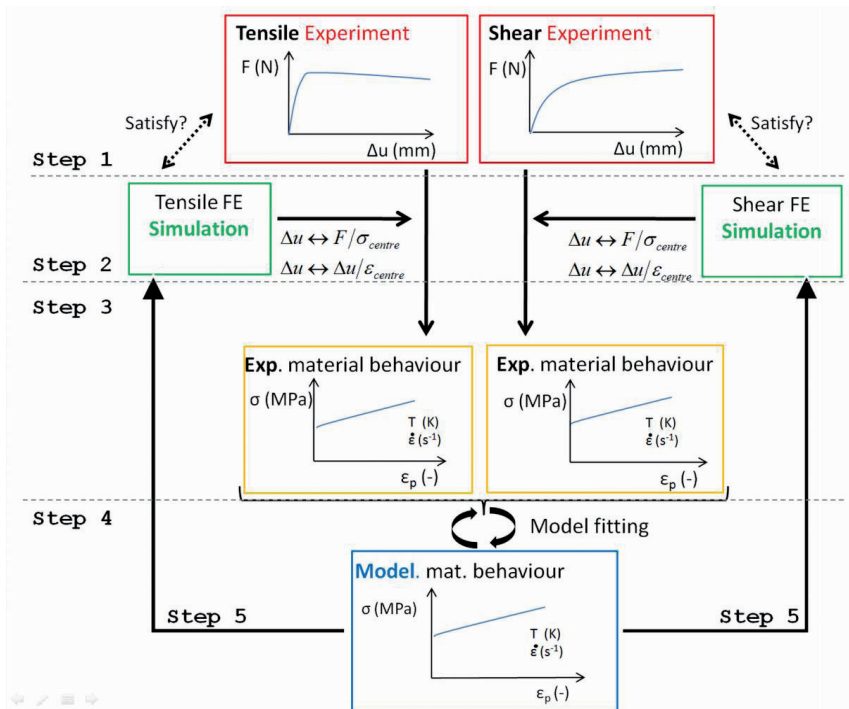 Tensile Experiment
F (N)
Δu (mm)
Shear Experiment
F (N)
Δu (mm)
Satisfy?
Satisfy?
Step 1
Tensile FE
Simulation
Δu ↔ F/σcentre
Δu ↔ Δu/εcentre
Shear FE
Simulation
Δu ↔ F/σcentre
Δu ↔ Δu/εcentre
Step 2
Step 3
Exp. material behaviour
σ (MPa)
T (K)
ε̇ (s⁻¹)
εp (-)
Exp. material behaviour
σ (MPa)
T (K)
ε̇ (s⁻¹)
εp (-)
Step 4
Model fitting
Model. mat. behaviour
σ (MPa)
T (K)
ε̇ (s⁻¹)
εp (-)
Step 5
Step 5